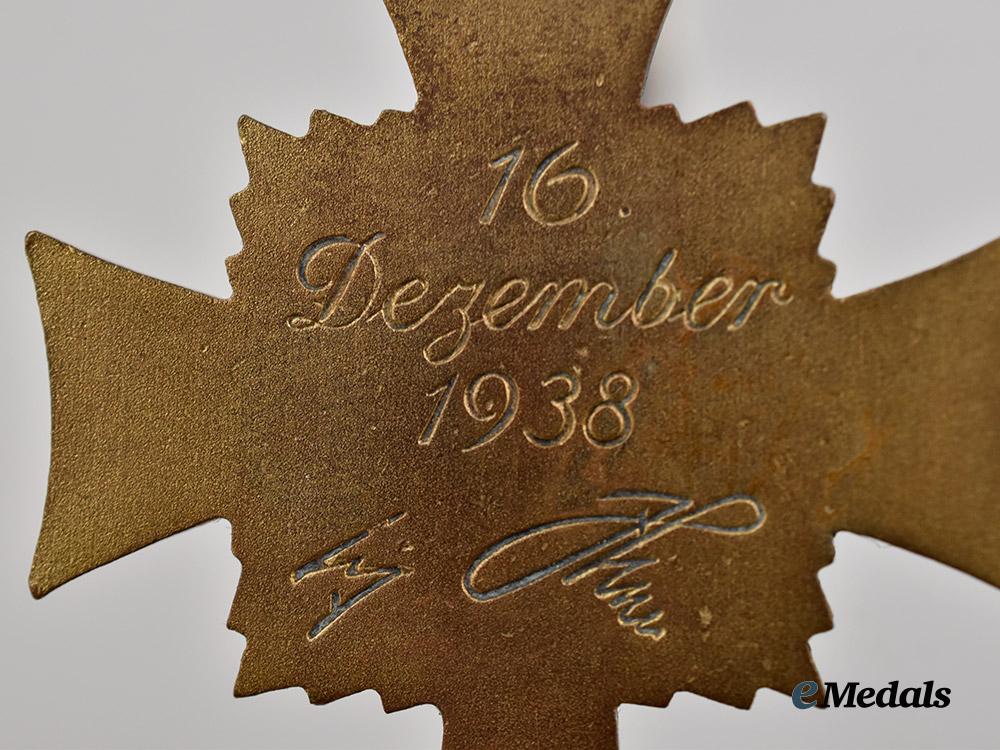 16.
Dezember
1938
eMedals